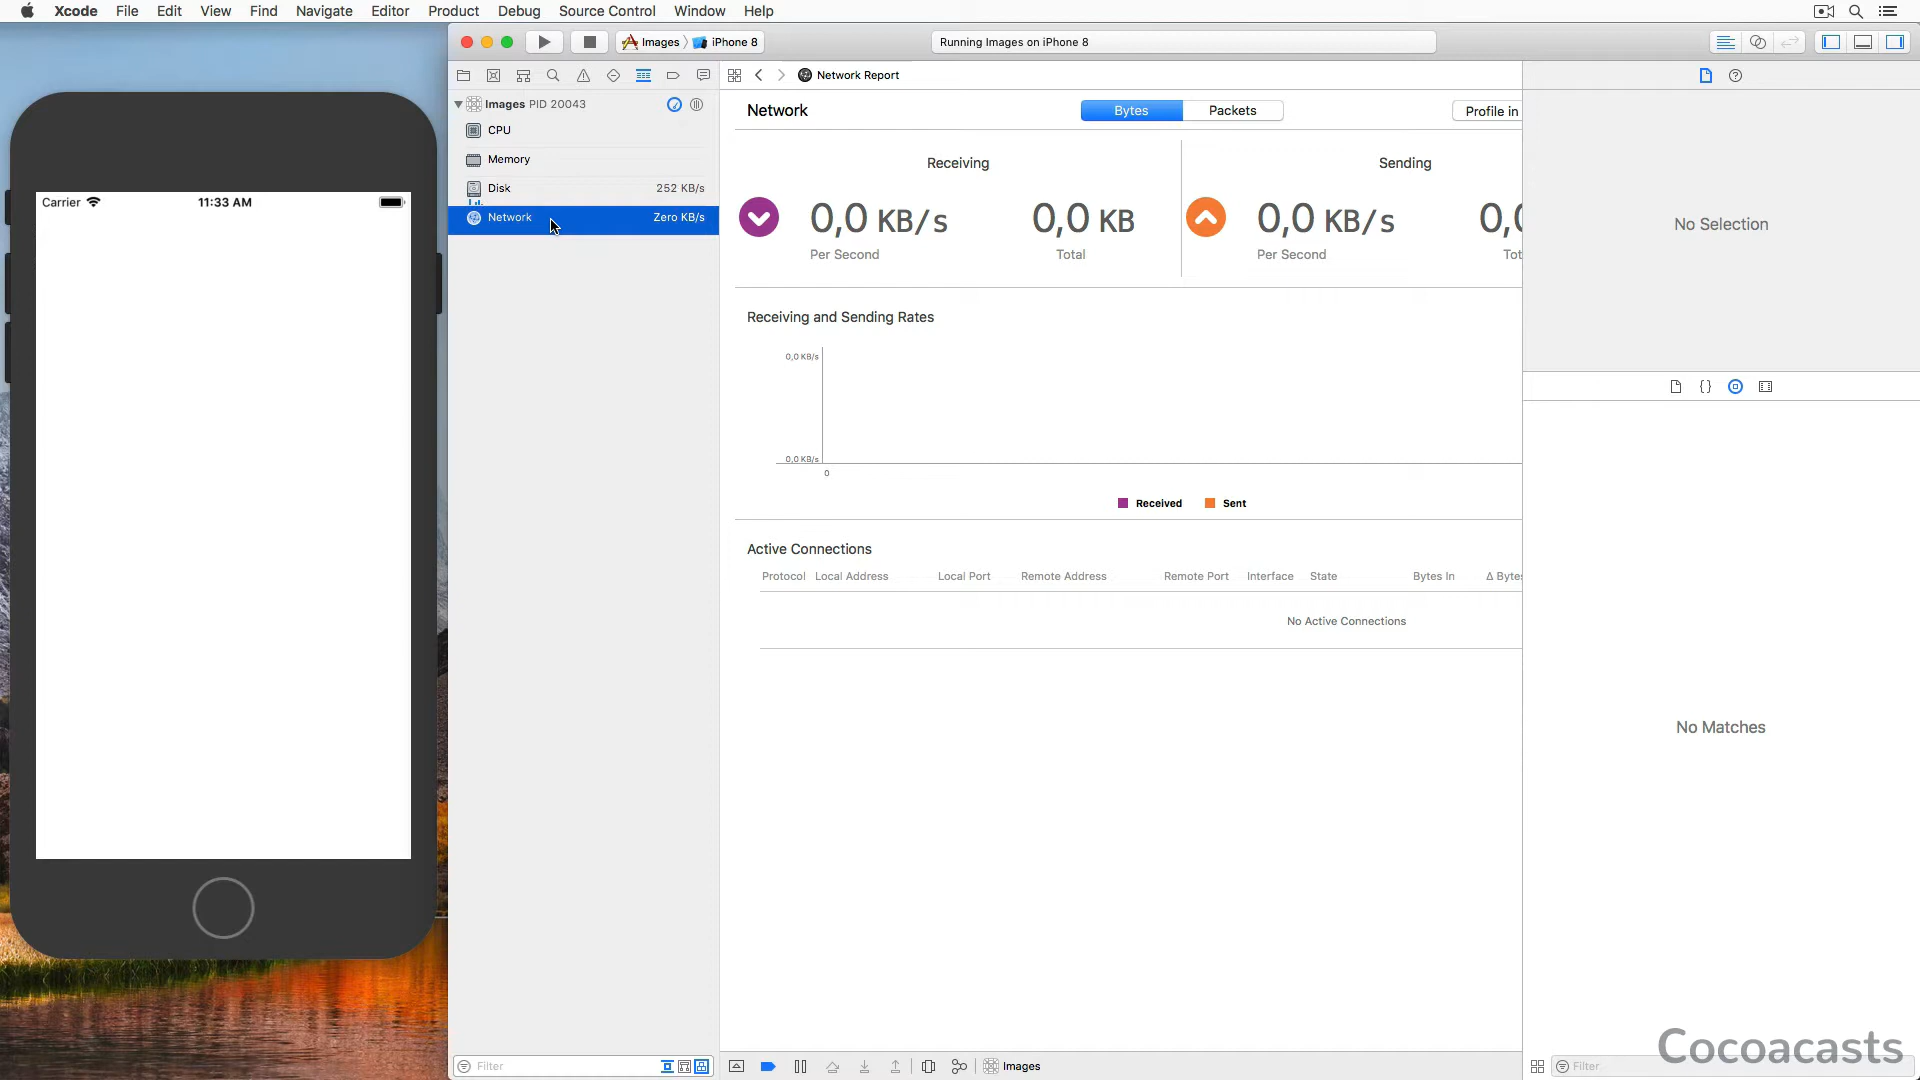 Xcode File Edit View Find Navigate Editor Product Debug Source Control Window Help
Images iPhone 8
Running Images on iPhone 8
Network Report
Images PID 20043
CPU
Memory
Disk 252 KB/s
Network Zero KB/s
Filter
Carrier 11:33 AM
Network
Bytes Packets
Profile in
Receiving
0,0 KB/s 0,0 KB
Per Second Total
Sending
0,0 KB/s 0,0
Per Second Tot
Receiving and Sending Rates
0,0 KB/s
0,0 KB/s
0
Received Sent
Active Connections
Protocol Local Address Local Port Remote Address Remote Port Interface State Bytes In Δ Bytes
No Active Connections
Images
No Selection
No Matches
Filter
Cocoacasts